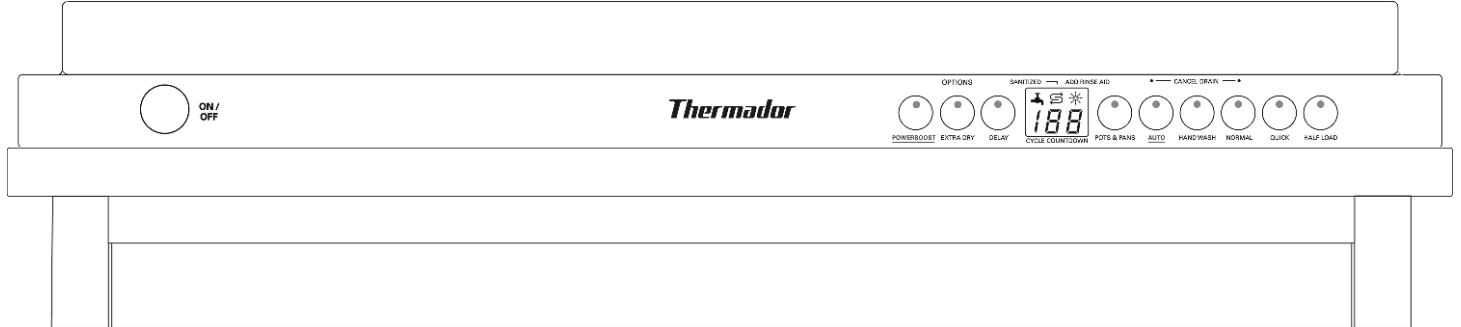 OPTIONS
SANITIZED ADD RINSE AID
CANCEL DRAIN
ON /
OFF
Thermador
188
POWERBOOST EXTRA DRY DELAY
CYCLE COUNTDOWN
POTS & PANS AUTO HANDWASH NORMAL QUICK HALF LOAD